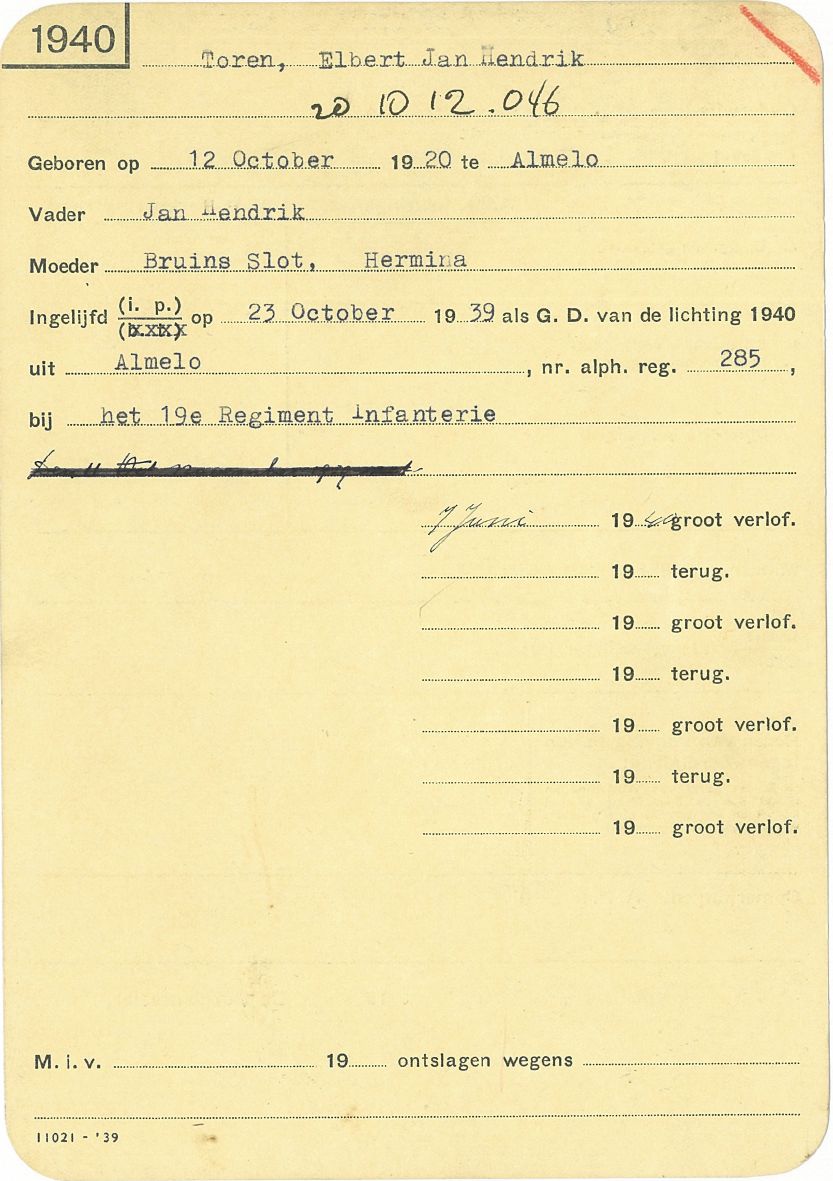 1940
Toren, Elbert Jan Hendrik
20 10 12.046
Geboren op 12 October 1920 te Almelo
Vader Jan Hendrik
Moeder Bruins Slot, Hermina
Ingelijfd (i. p.) op 23 October 1939 als G. D. van de lichting 1940
uit Almelo, nr. alph. reg. 285,
bij het 19e Regiment Infanterie
7 Juni 1940 groot verlof.
19 terug.
19 groot verlof.
19 terug.
19 groot verlof.
19 terug.
19 groot verlof.
M. i. v. 19 ontslagen wegens
11021 - '39